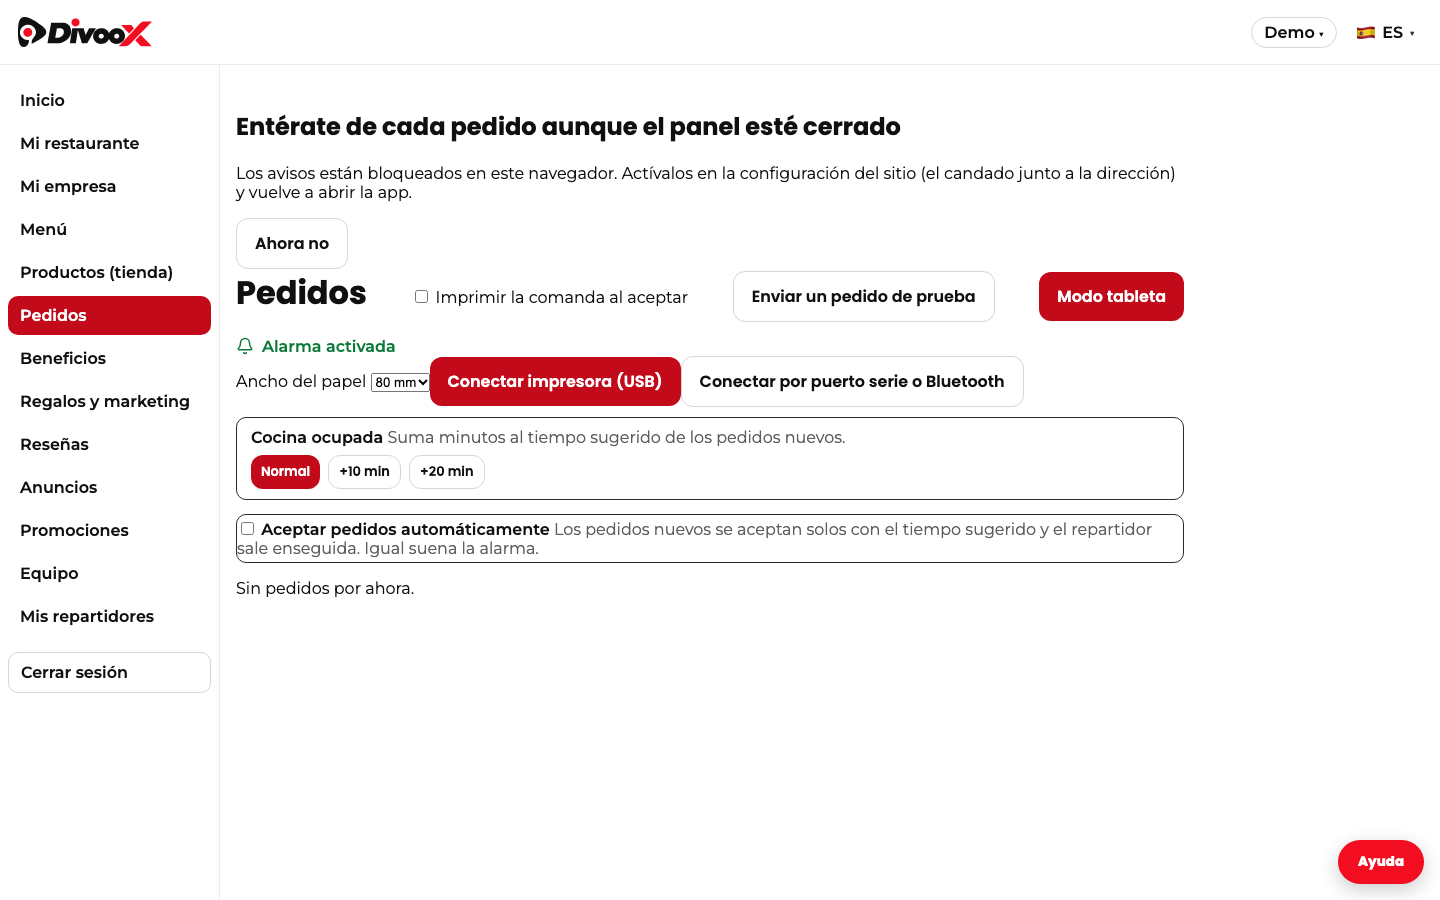 DivooX
Demo ▾
ES ▾
Inicio
Mi restaurante
Mi empresa
Menú
Productos (tienda)
Pedidos
Beneficios
Regalos y marketing
Reseñas
Anuncios
Promociones
Equipo
Mis repartidores
Cerrar sesión
Entérate de cada pedido aunque el panel esté cerrado
Los avisos están bloqueados en este navegador. Actívalos en la configuración del sitio (el candado junto a la dirección)
y vuelve a abrir la app.
Ahora no
Pedidos
Imprimir la comanda al aceptar
Enviar un pedido de prueba
Modo tableta
Alarma activada
Ancho del papel 80 mm
Conectar impresora (USB)
Conectar por puerto serie o Bluetooth
Cocina ocupada Suma minutos al tiempo sugerido de los pedidos nuevos.
Normal
+10 min
+20 min
Aceptar pedidos automáticamente Los pedidos nuevos se aceptan solos con el tiempo sugerido y el repartidor
sale enseguida. Igual suena la alarma.
Sin pedidos por ahora.
Ayuda